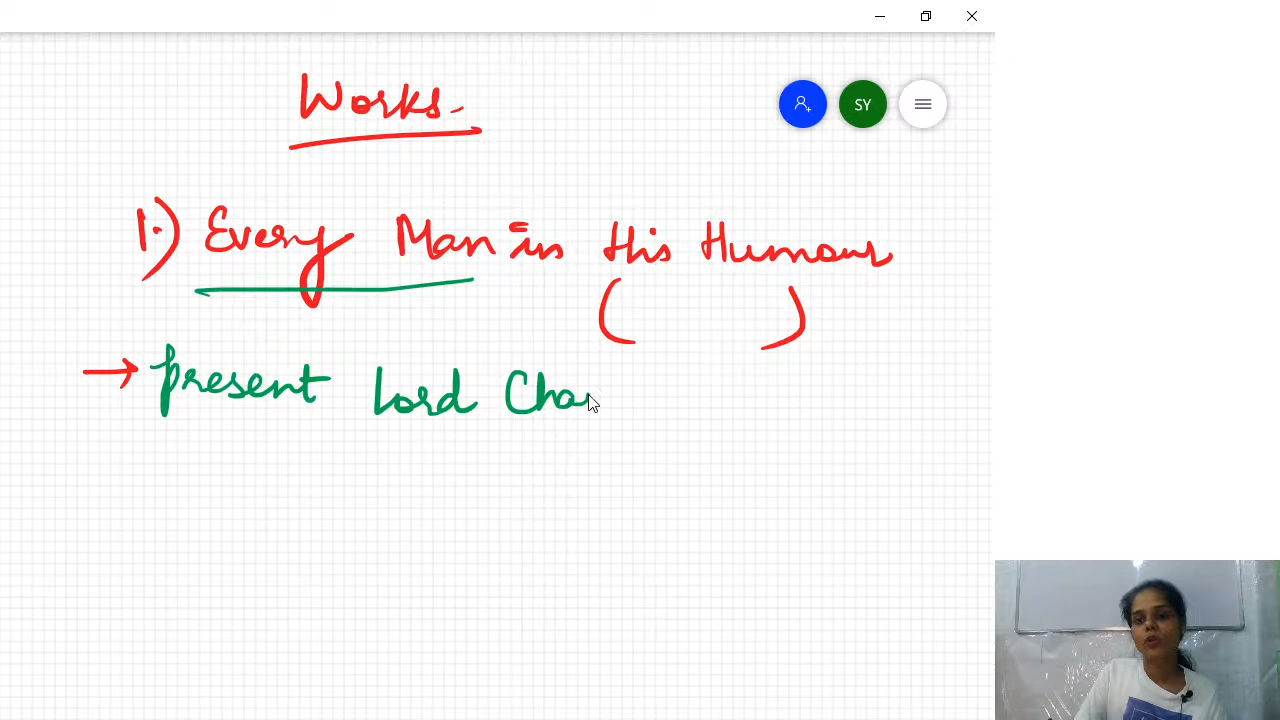 Works.
SY
1.) Every Man in His Humour
( )
→ present Lord Cha